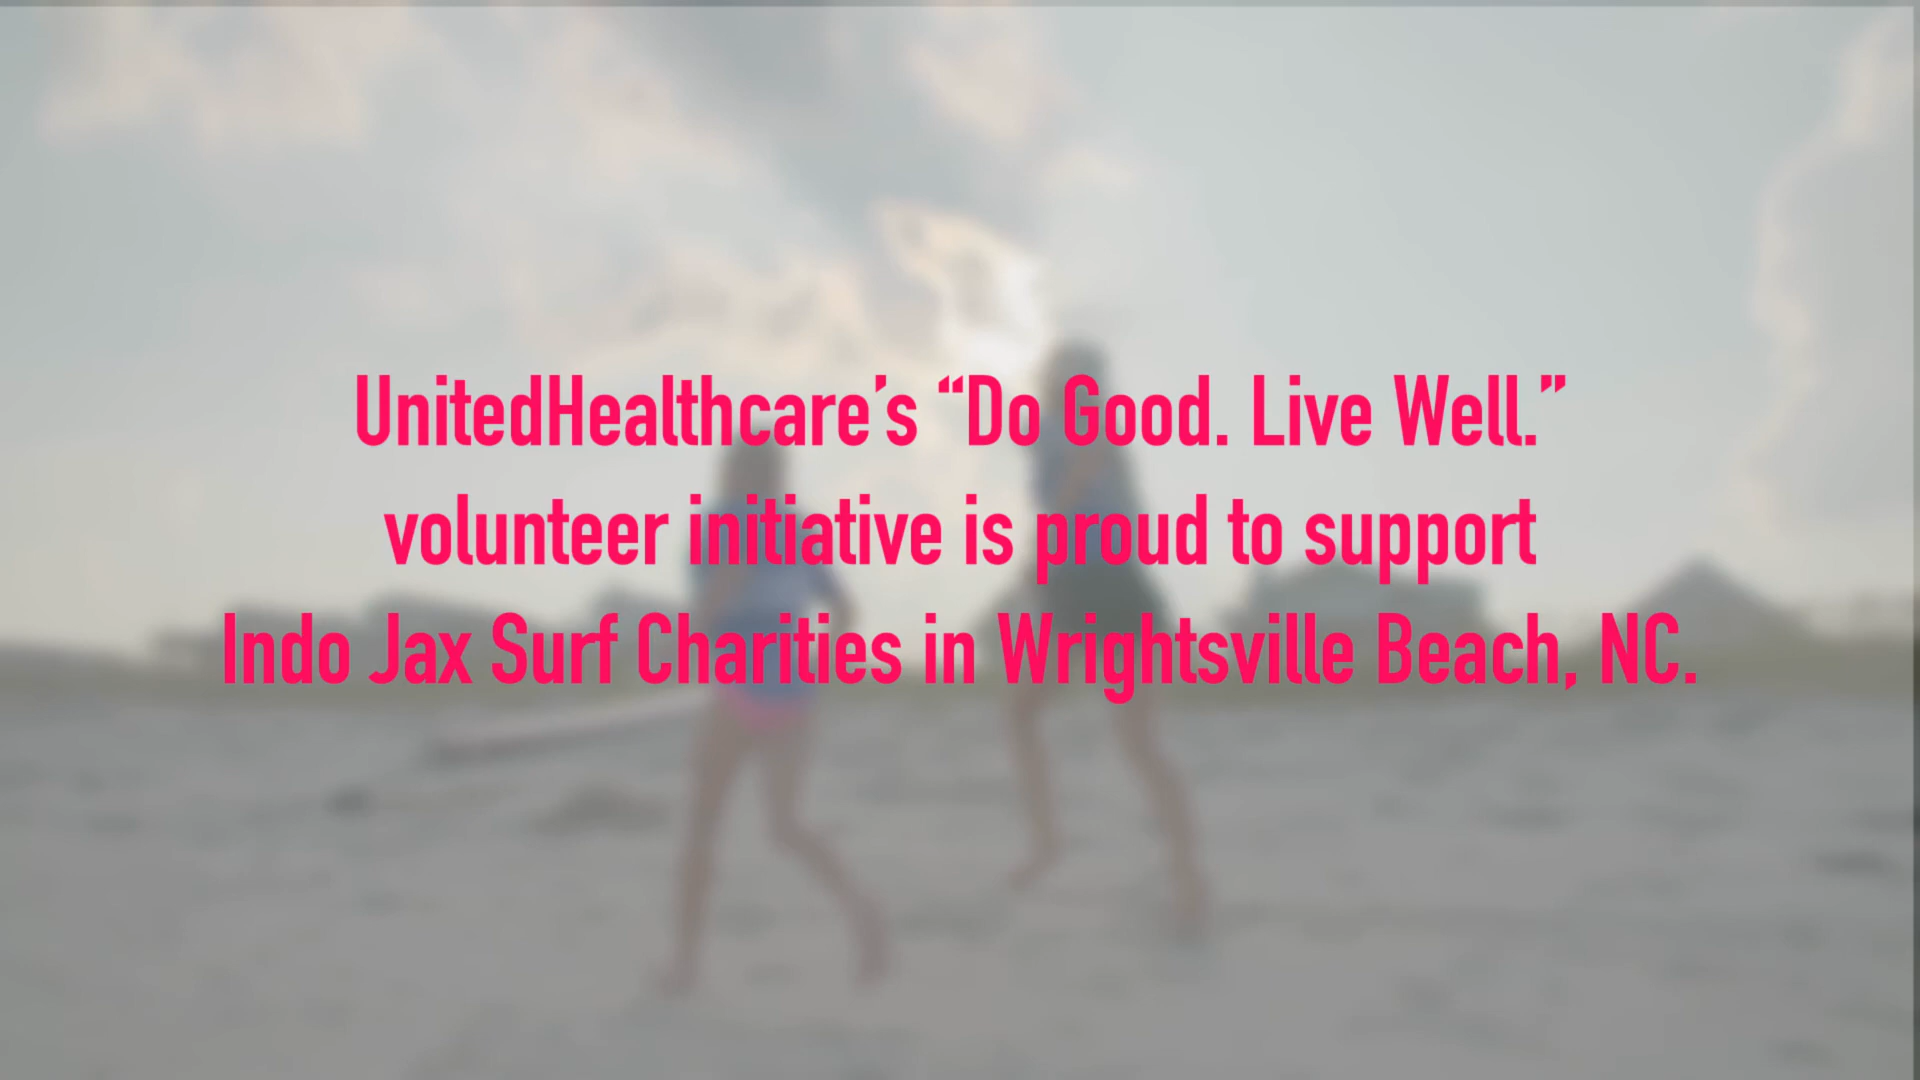 UnitedHealthcare’s “Do Good. Live Well.”
volunteer initiative is proud to support
Indo Jax Surf Charities in Wrightsville Beach, NC.